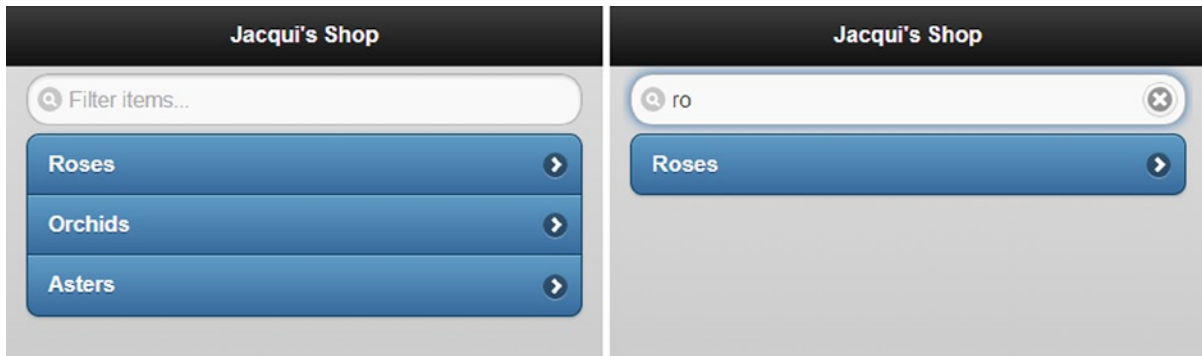 Jacqui's Shop
Filter items...
Roses
Orchids
Asters
Jacqui's Shop
ro
Roses